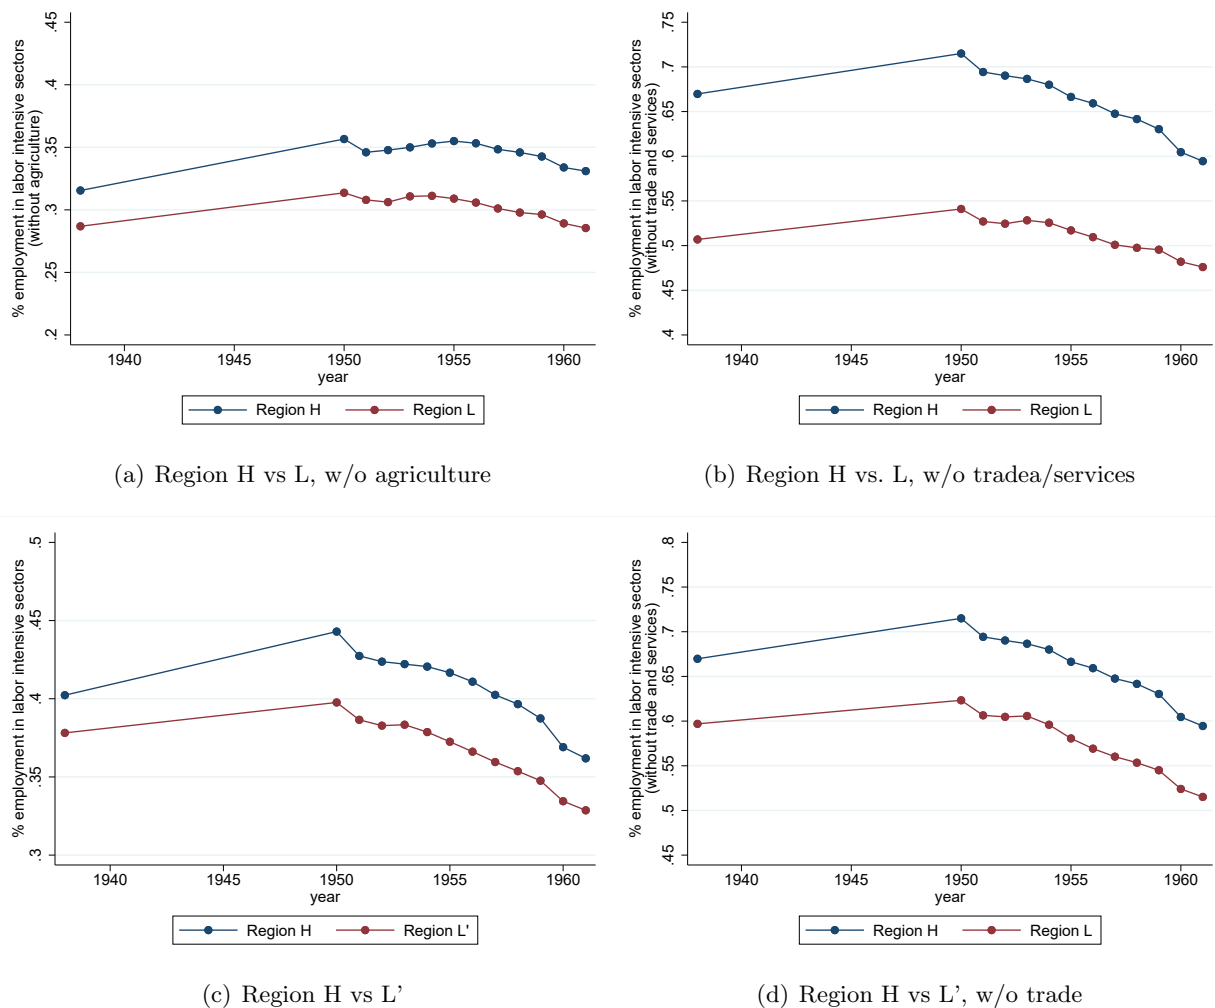 % employment in labor intensive sectors
(without agriculture)
.45
.4
.35
.3
.25
.2
1940 1945 1950 1955 1960
year
Region H Region L
(a) Region H vs L, w/o agriculture
% employment in labor intensive sectors
(without trade and services)
.75
.7
.65
.6
.55
.5
.45
.4
1940 1945 1950 1955 1960
year
Region H Region L
(b) Region H vs. L, w/o tradea/services
% employment in labor intensive sectors
.5
.45
.4
.35
.3
1940 1945 1950 1955 1960
year
Region H Region L'
(c) Region H vs L’
% employment in labor intensive sectors
(without trade and services)
.8
.75
.7
.65
.6
.55
.5
.45
1940 1945 1950 1955 1960
year
Region H Region L
(d) Region H vs L’, w/o trade